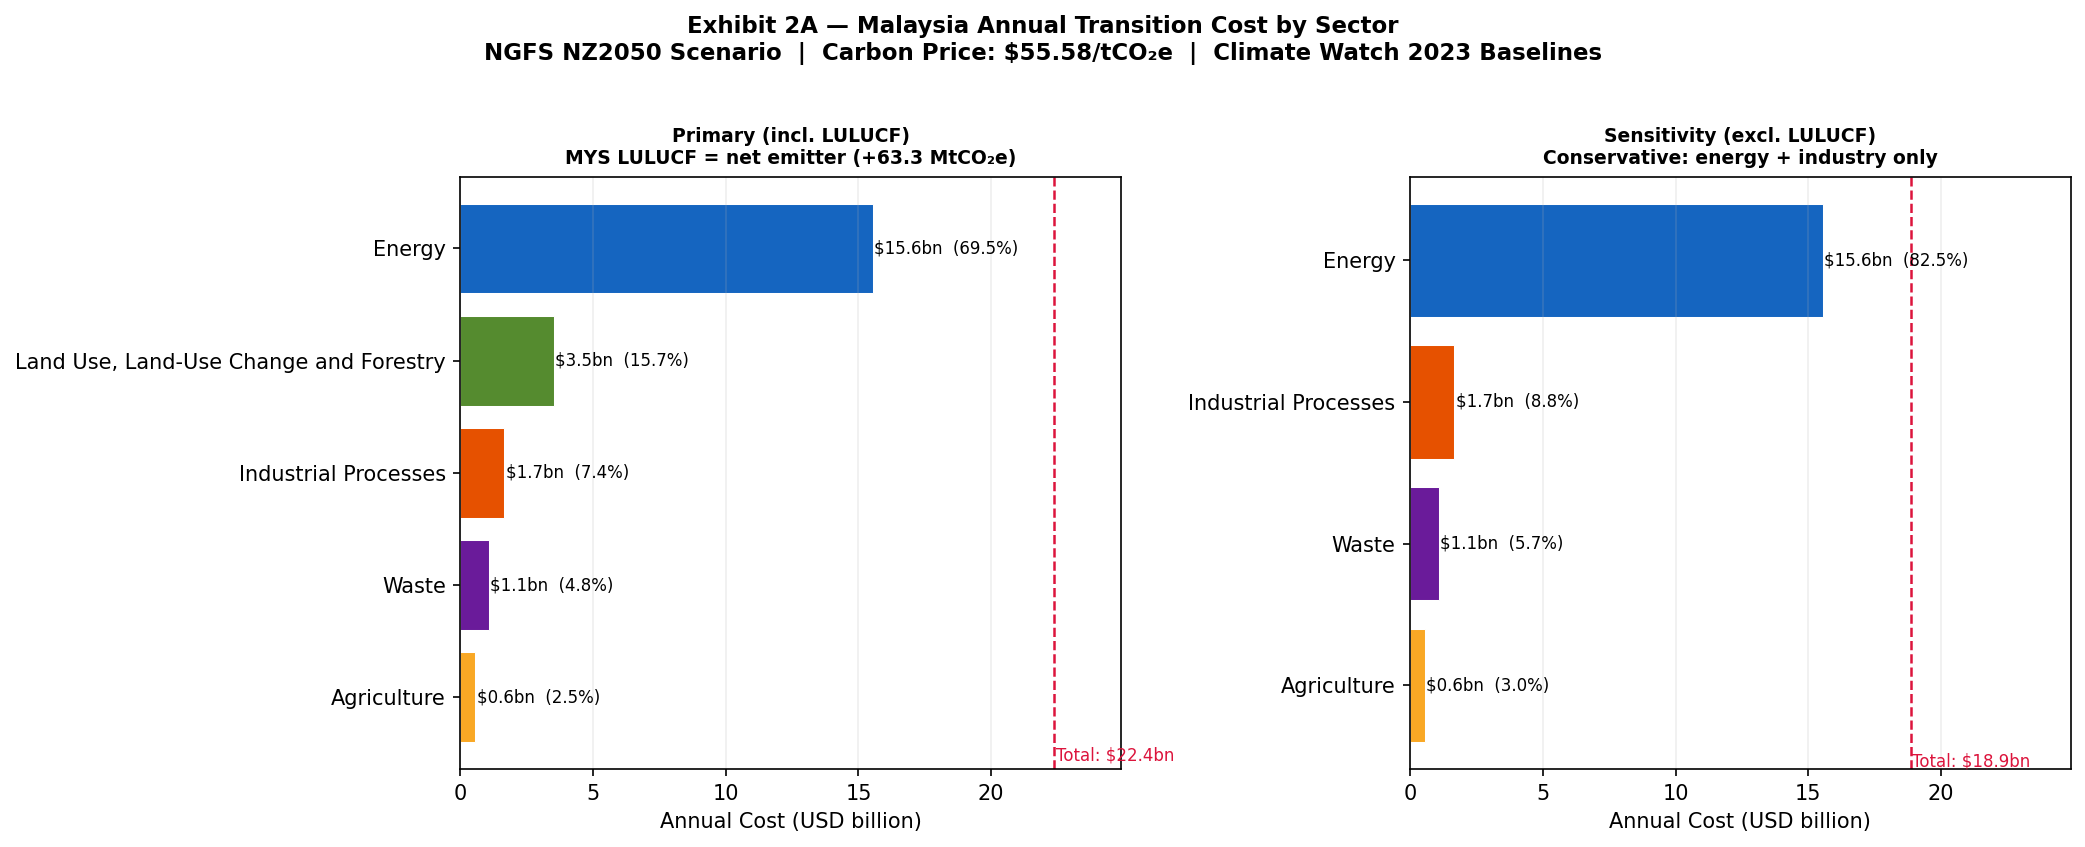 Exhibit 2A — Malaysia Annual Transition Cost by Sector
NGFS NZ2050 Scenario | Carbon Price: $55.58/tCO₂e | Climate Watch 2023 Baselines
Primary (incl. LULUCF)
MYS LULUCF = net emitter (+63.3 MtCO₂e)
Energy
$15.6bn (69.5%)
Land Use, Land-Use Change and Forestry
$3.5bn (15.7%)
Industrial Processes
$1.7bn (7.4%)
Waste
$1.1bn (4.8%)
Agriculture
$0.6bn (2.5%)
Total: $22.4bn
0 5 10 15 20
Annual Cost (USD billion)
Sensitivity (excl. LULUCF)
Conservative: energy + industry only
Energy
$15.6bn (82.5%)
Industrial Processes
$1.7bn (8.8%)
Waste
$1.1bn (5.7%)
Agriculture
$0.6bn (3.0%)
Total: $18.9bn
0 5 10 15 20
Annual Cost (USD billion)